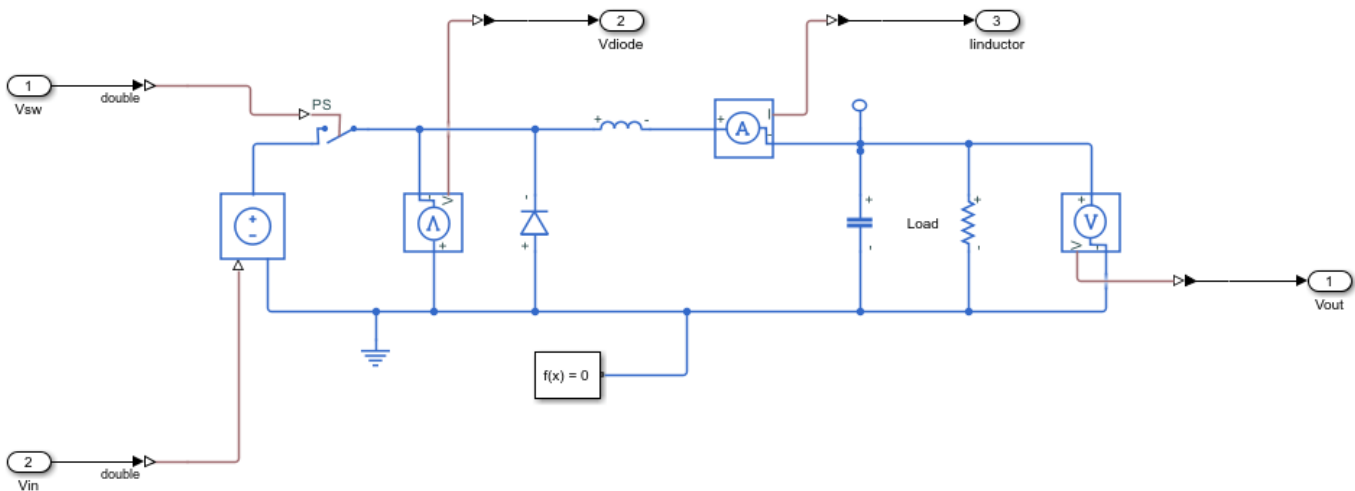 2
Vdiode
3
Iinductor
1
Vsw
double
PS
+
-
+
A
I
-
+
-
-
V
V
+
-
+
+
-
Load
+
-
+
V
V
-
1
Vout
f(x) = 0
2
Vin
double